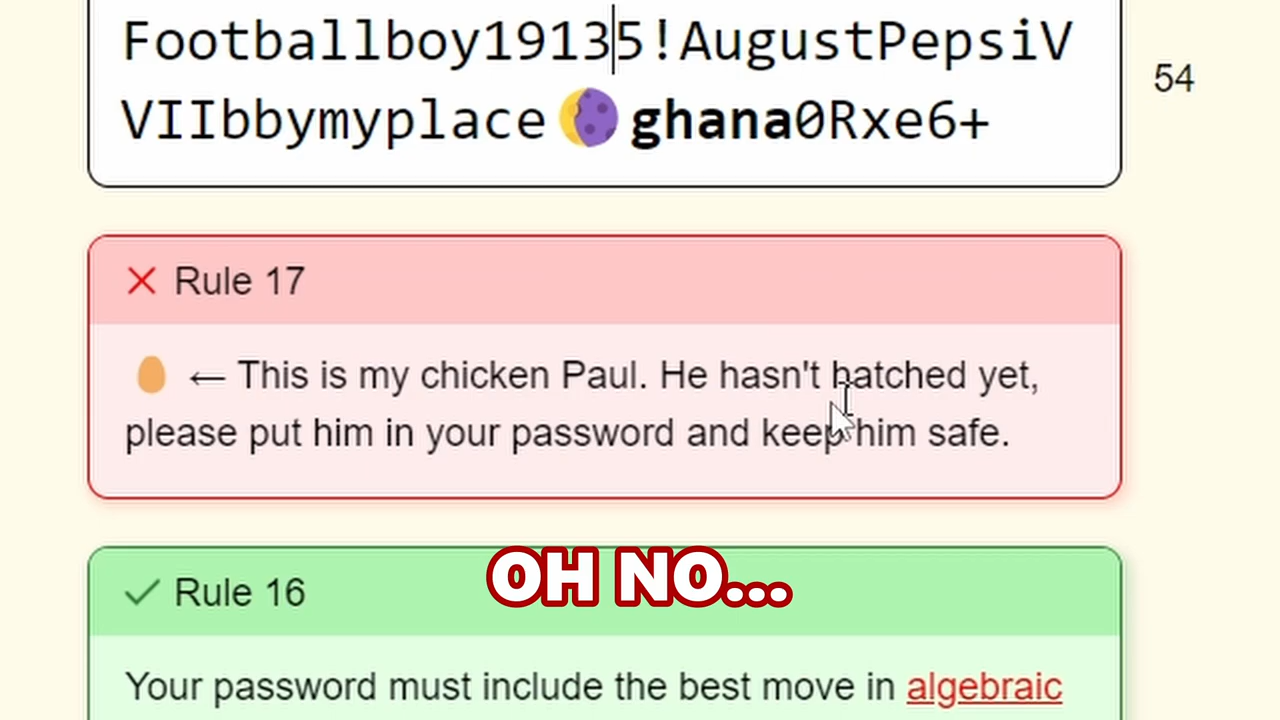 Footballboy19135!AugustPepsiV
54
VIIbbymyplace🌖ghana0Rxe6+
Rule 17
🥚 ← This is my chicken Paul. He hasn't hatched yet,
please put him in your password and keep him safe.
OH NO...
Rule 16
Your password must include the best move in algebraic